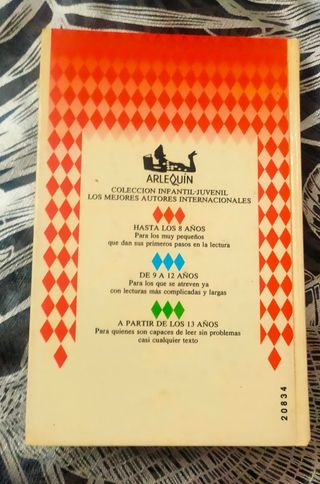 ARLEQUÍN
COLECCION INFANTIL-JUVENIL
LOS MEJORES AUTORES INTERNACIONALES
HASTA LOS 8 AÑOS
Para los muy pequeños
que dan sus primeros pasos en la lectura
DE 9 A 12 AÑOS
Para los que se atreven ya
con lecturas más complicadas y largas
A PARTIR DE LOS 13 AÑOS
Para quienes son capaces de leer sin problemas
casi cualquier texto
20834